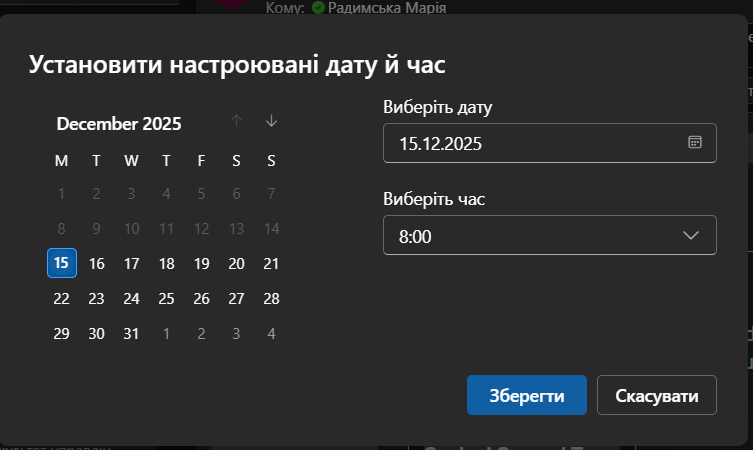 Кому: Радимська Марія
Установити настроювані дату й час
December 2025
M T W T F S S
1 2 3 4 5 6 7
8 9 10 11 12 13 14
15 16 17 18 19 20 21
22 23 24 25 26 27 28
29 30 31 1 2 3 4
Виберіть дату
15.12.2025
Виберіть час
8:00
Зберегти
Скасувати